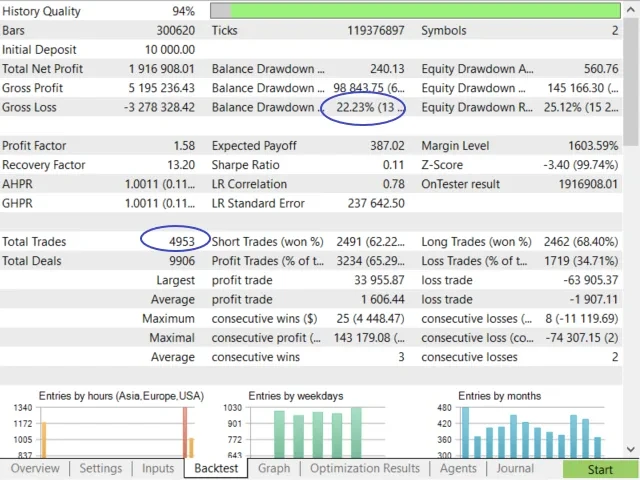 History Quality 94%
Bars 300620 Ticks 119376897 Symbols 2
Initial Deposit 10 000.00
Total Net Profit 1 916 908.01 Balance Drawdown ... 240.13 Equity Drawdown A... 560.76
Gross Profit 5 195 236.43 Balance Drawdown ... 98 843.75 (6... Equity Drawdown ... 145 166.30 (...
Gross Loss -3 278 328.42 Balance Drawdown ... 22.23% (13 ... Equity Drawdown R... 25.12% (15 2...
Profit Factor 1.58 Expected Payoff 387.02 Margin Level 1603.59%
Recovery Factor 13.20 Sharpe Ratio 0.11 Z-Score -3.40 (99.74%)
AHPR 1.0011 (0.11... LR Correlation 0.78 OnTester result 1916908.01
GHPR 1.0011 (0.11... LR Standard Error 237 642.50
Total Trades 4953 Short Trades (won %) 2491 (62.22... Long Trades (won %) 2462 (68.40%)
Total Deals 9906 Profit Trades (% of t... 3234 (65.29... Loss Trades (% of t... 1719 (34.71%)
Largest profit trade 33 955.87 loss trade -63 905.37
Average profit trade 1 606.44 loss trade -1 907.11
Maximum consecutive wins ($) 25 (4 448.47) consecutive losses (... 8 (-11 119.69)
Maximal consecutive profit (... 143 179.08 (... consecutive loss (co... -74 307.15 (2)
Average consecutive wins 3 consecutive losses 2
Entries by hours (Asia,Europe,USA) Entries by weekdays Entries by months
1340 1030 480
1172 901 420
1005 772 360
837 643 300
Overview Settings Inputs Backtest Graph Optimization Results Agents Journal Start